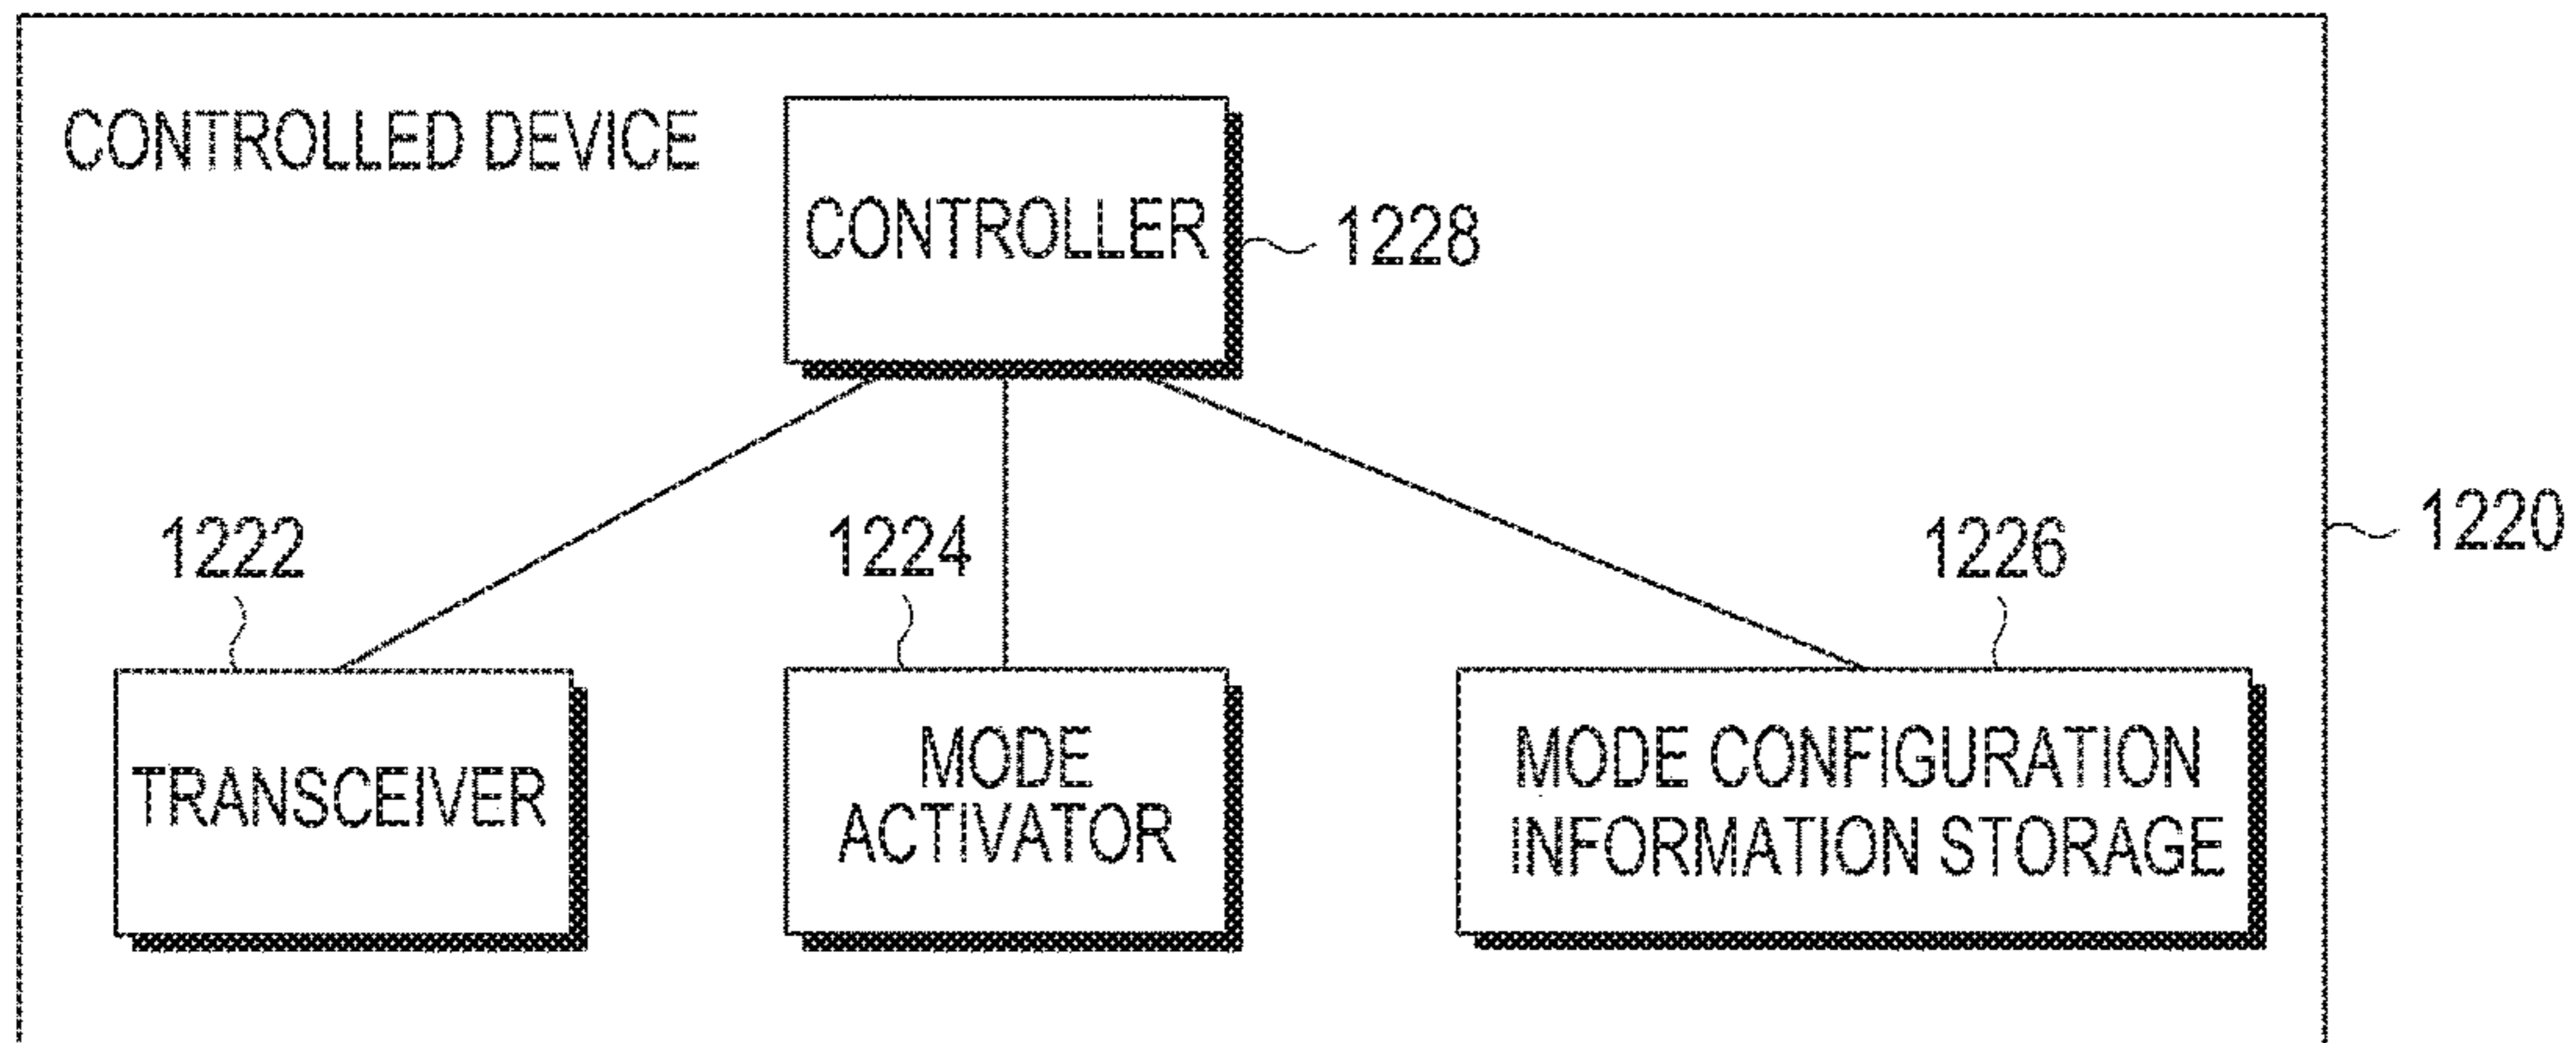 CONTROLLED DEVICE
CONTROLLER
1228
1222
1224
1226
1220
TRANSCEIVER
MODE
ACTIVATOR
MODE CONFIGURATION
INFORMATION STORAGE